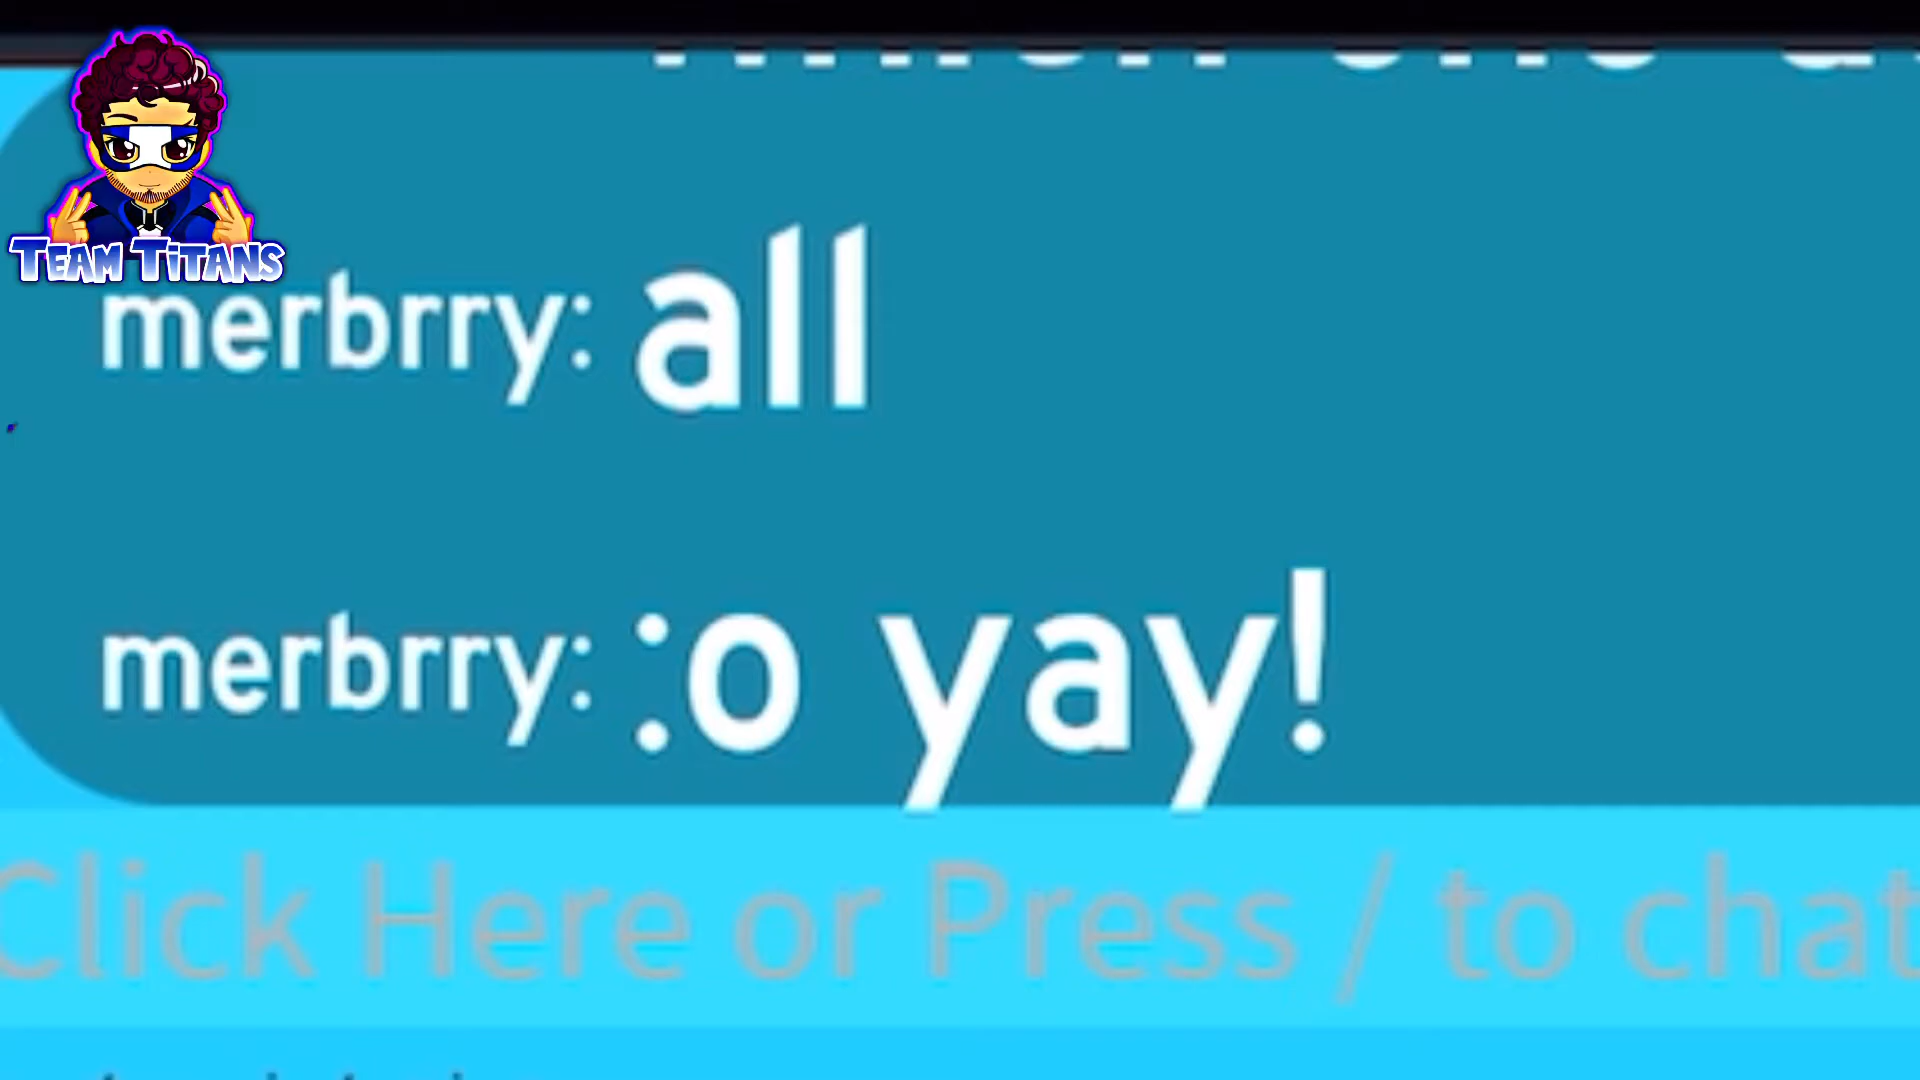 TEAM TITANS
merbrry: all
merbrry: :o yay!
Click Here or Press / to chat